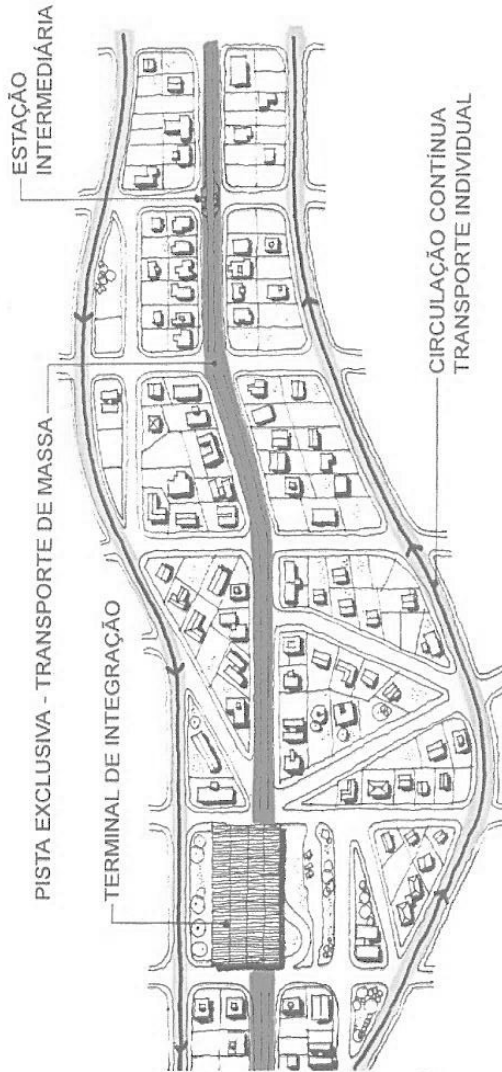 ESTAÇÃO
INTERMEDIÁRIA
PISTA EXCLUSIVA - TRANSPORTE DE MASSA
TERMINAL DE INTEGRAÇÃO
CIRCULAÇÃO CONTÍNUA
TRANSPORTE INDIVIDUAL